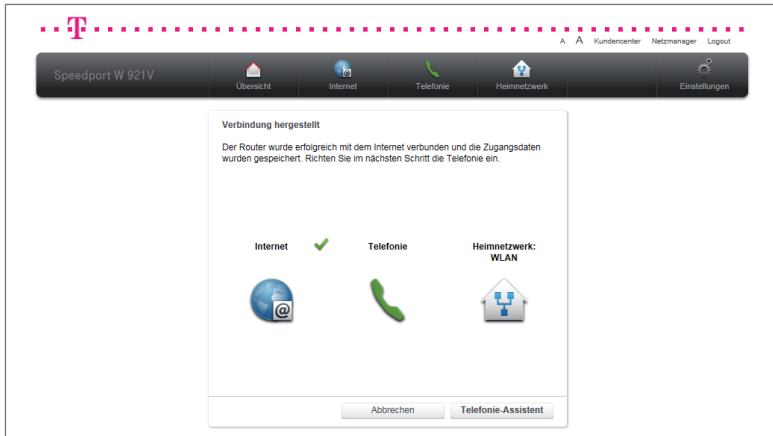 T
A A Kundencenter Netzmanager Logout
Speedport W 921V
Übersicht Internet Telefonie Heimnetzwerk Einstellungen
Verbindung hergestellt
Der Router wurde erfolgreich mit dem Internet verbunden und die Zugangsdaten
wurden gespeichert. Richten Sie im nächsten Schritt die Telefonie ein.
Internet Telefonie Heimnetzwerk:
WLAN
@
Abbrechen Telefonie-Assistent